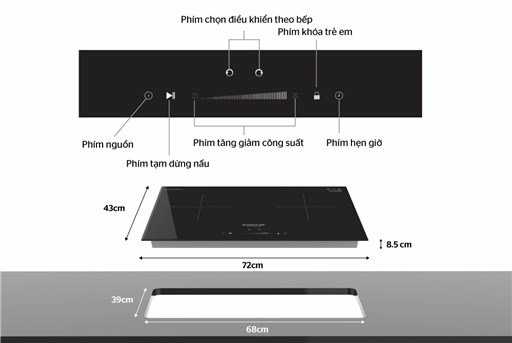 Phím chọn điều khiển theo bếp
Phím khóa trẻ em
Phím nguồn
Phím tăng giảm công suất
Phím hẹn giờ
Phím tạm dừng nấu
43cm
8.5 cm
72cm
39cm
68cm